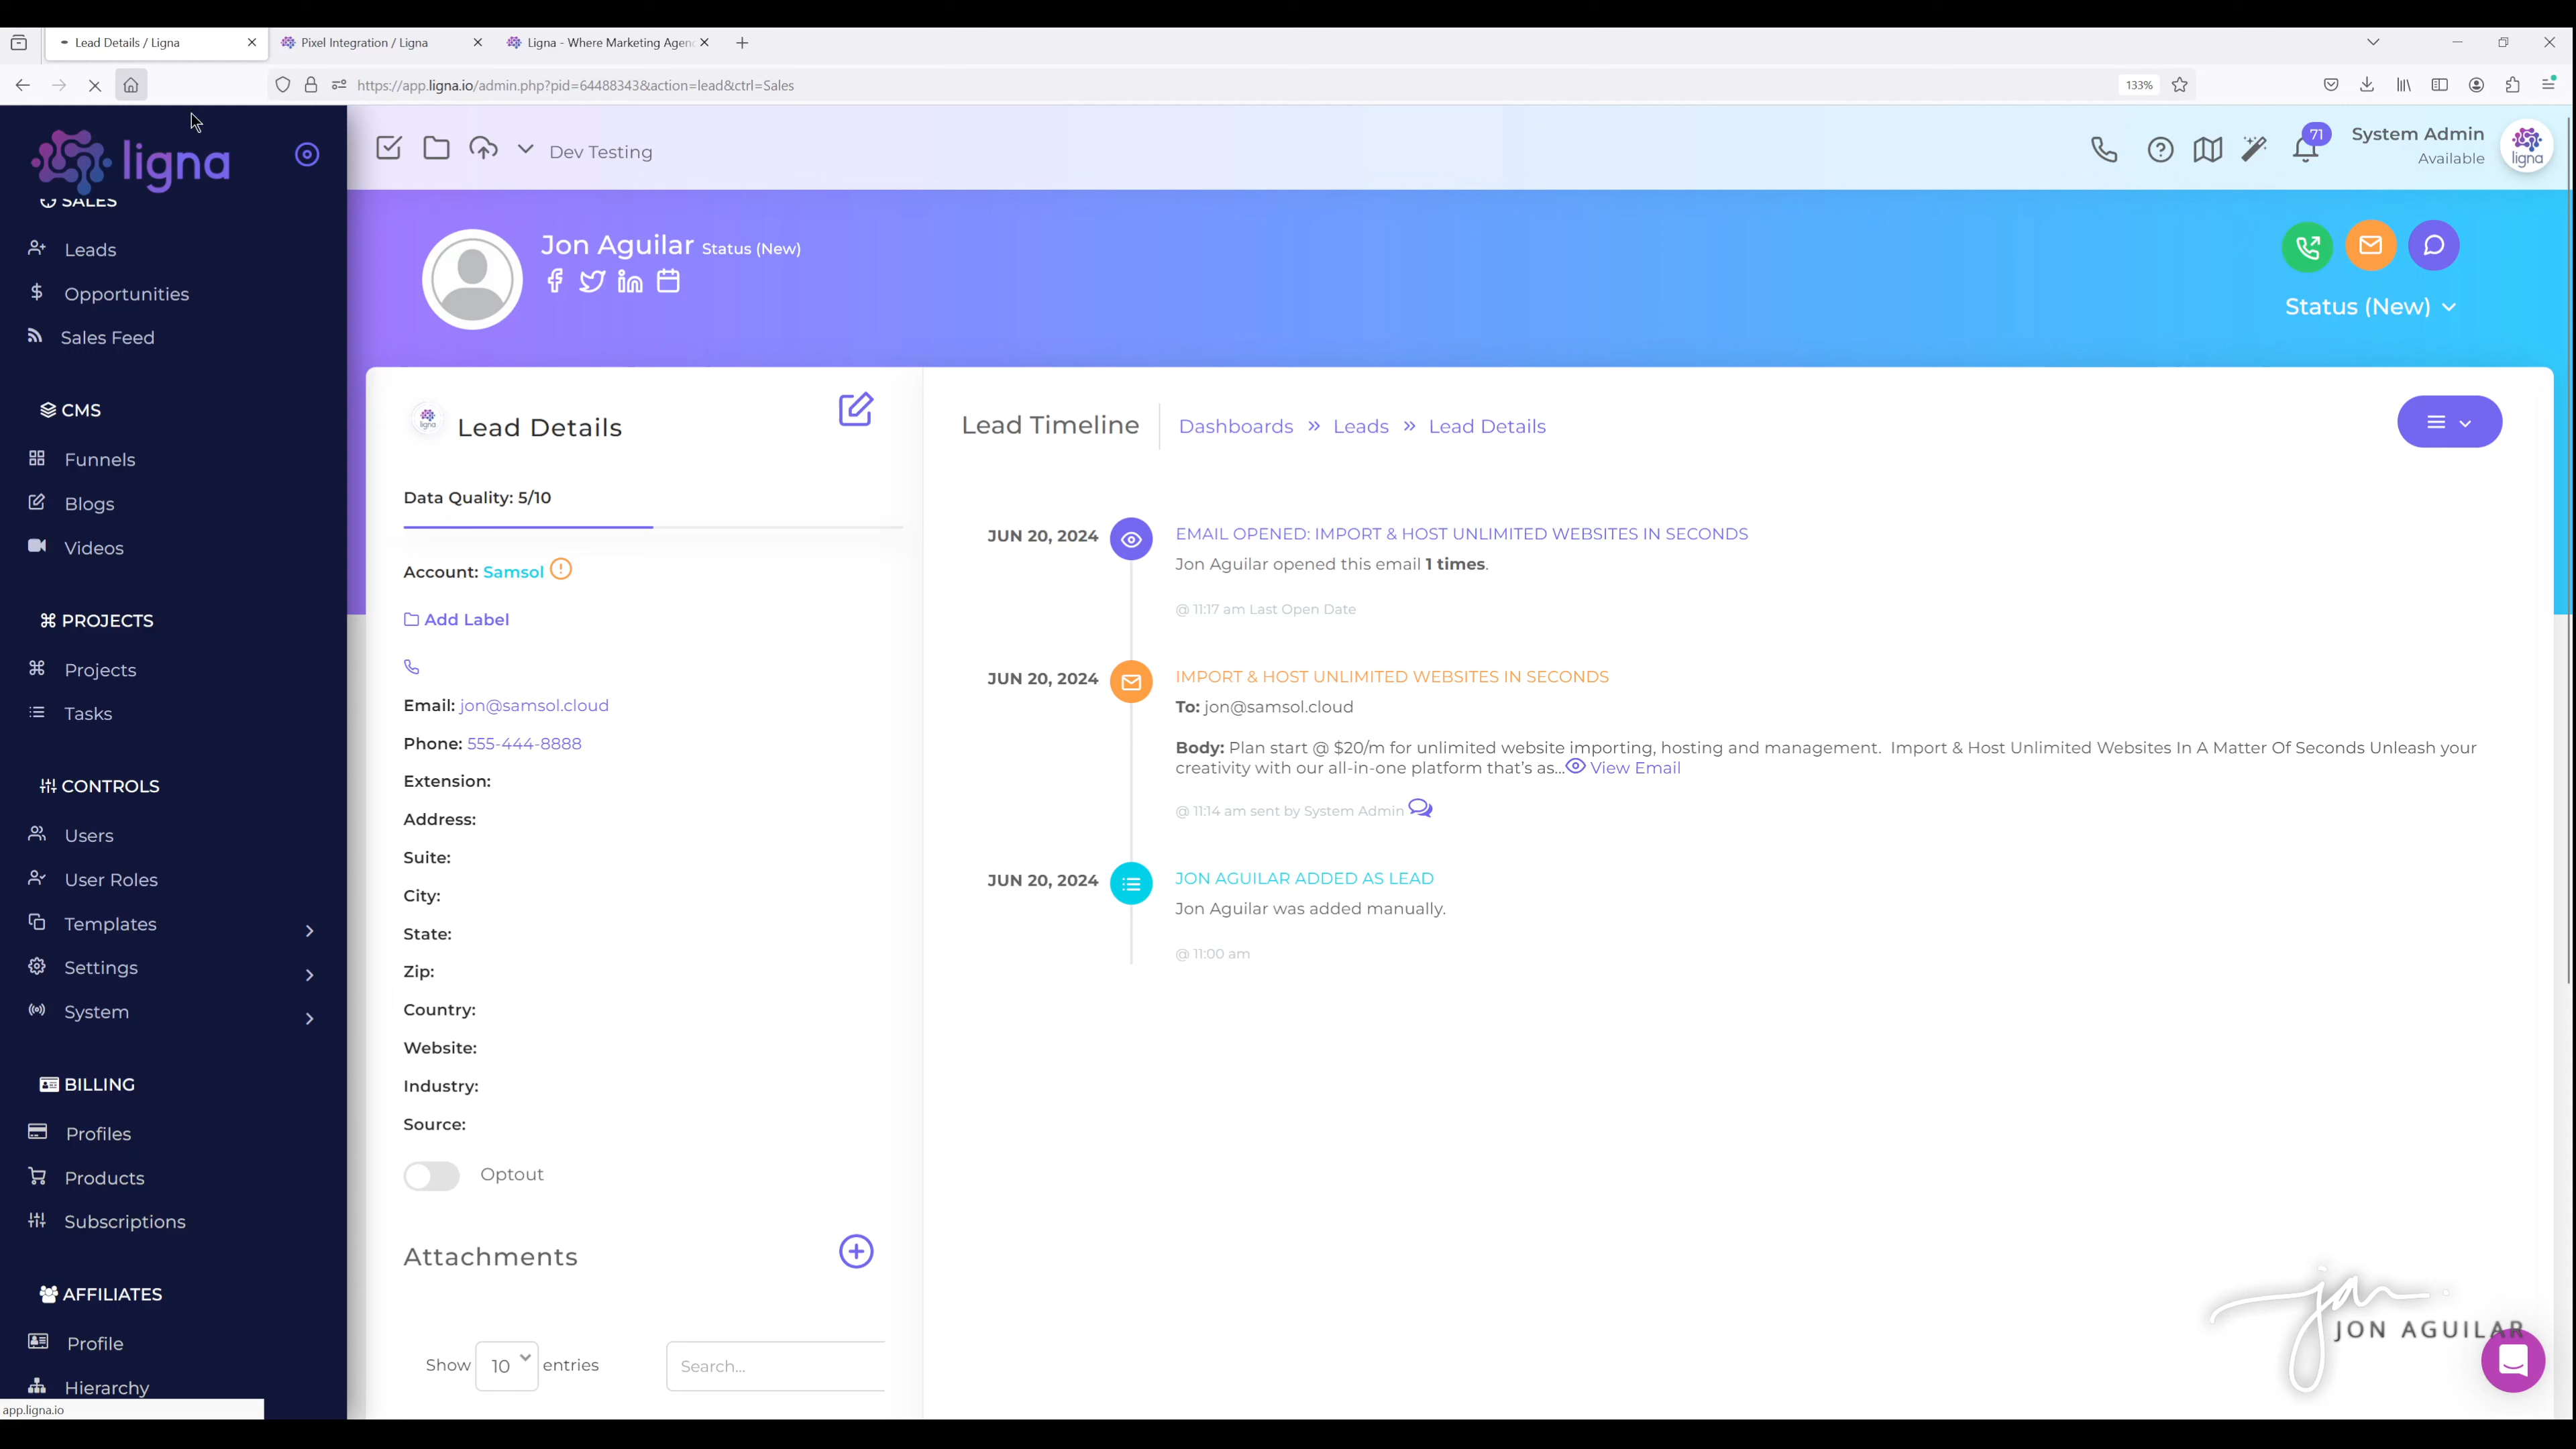 Lead Details / Ligna
Pixel Integration / Ligna
Ligna - Where Marketing Agenc
https://app.ligna.io/admin.php?pid=64488343&action=lead&ctrl=Sales
133%
ligna
SALES
Leads
Opportunities
Sales Feed
CMS
Funnels
Blogs
Videos
PROJECTS
Projects
Tasks
CONTROLS
Users
User Roles
Templates
Settings
System
BILLING
Profiles
Products
Subscriptions
AFFILIATES
Profile
Hierarchy
app.ligna.io
Dev Testing
71
System Admin
Available
ligna
Jon Aguilar Status (New)
Status (New)
ligna
Lead Details
Data Quality: 5/10
Account: Samsol
Add Label
Email: jon@samsol.cloud
Phone: 555-444-8888
Extension:
Address:
Suite:
City:
State:
Zip:
Country:
Website:
Industry:
Source:
Optout
Attachments
Show 10 entries
Search...
Lead Timeline
Dashboards » Leads » Lead Details
JUN 20, 2024
EMAIL OPENED: IMPORT & HOST UNLIMITED WEBSITES IN SECONDS
Jon Aguilar opened this email 1 times.
@ 11:17 am Last Open Date
JUN 20, 2024
IMPORT & HOST UNLIMITED WEBSITES IN SECONDS
To: jon@samsol.cloud
Body: Plan start @ $20/m for unlimited website importing, hosting and management. Import & Host Unlimited Websites In A Matter Of Seconds Unleash your
creativity with our all-in-one platform that's as... View Email
@ 11:14 am sent by System Admin
JUN 20, 2024
JON AGUILAR ADDED AS LEAD
Jon Aguilar was added manually.
@ 11:00 am
jon
JON AGUILAR